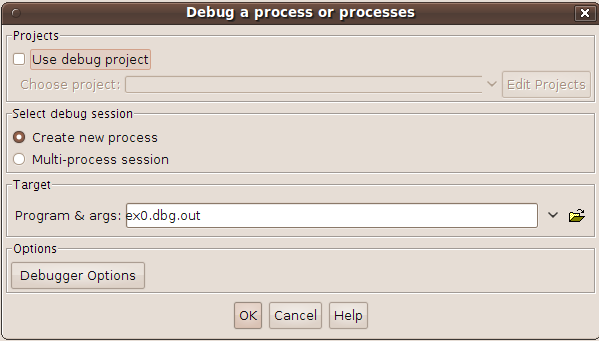 Debug a process or processes
Projects
Use debug project
Choose project: Edit Projects
Select debug session
Create new process
Multi-process session
Target
Program & args: ex0.dbg.out
Options
Debugger Options
OK Cancel Help